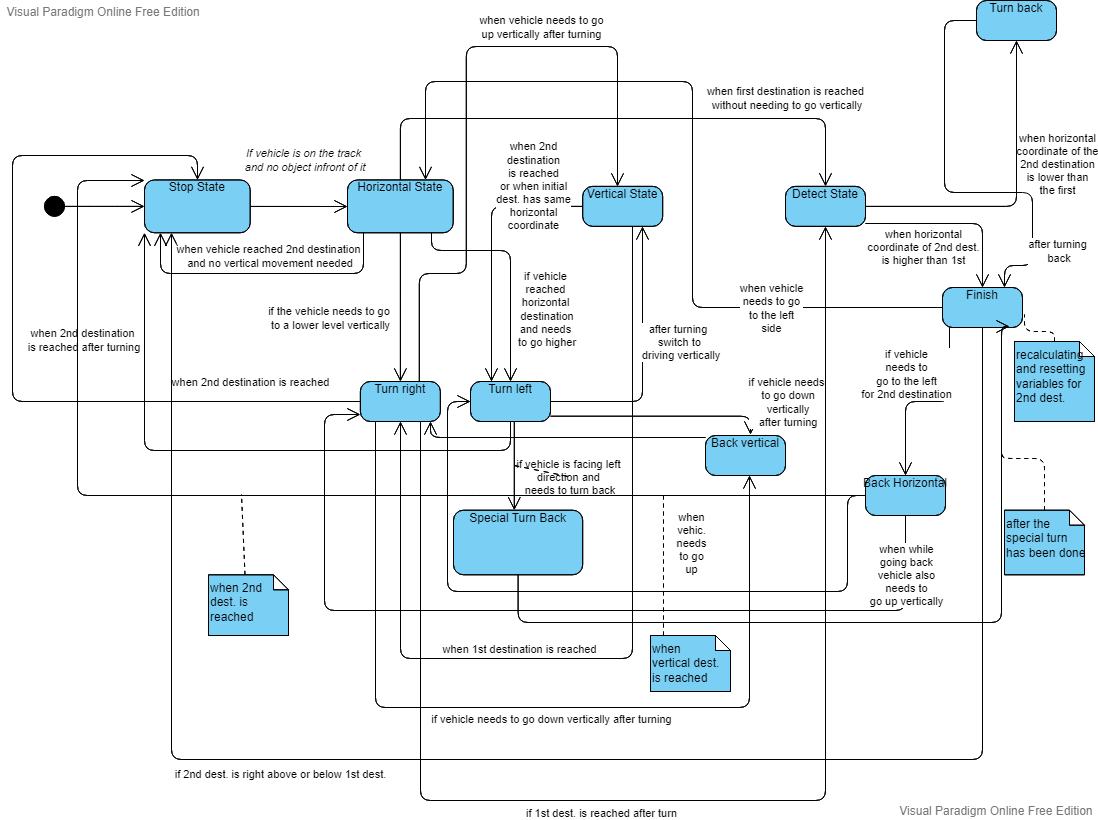 Visual Paradigm Online Free Edition
Turn back
when vehicle needs to go
up vertically after turning
when first destination is reached
without needing to go vertically
when horizontal
coordinate of the
2nd destination
is lower than
the first
If vehicle is on the track
and no object infront of it
when 2nd
destination
is reached
or when initial
dest. has same
horizontal
coordinate
Stop State
Horizontal State
Vertical State
Detect State
when vehicle reached 2nd destination
and no vertical movement needed
when horizontal
coordinate of 2nd dest.
is higher than 1st
after turning
back
if vehicle
reached
horizontal
destination
and needs
to go higher
when vehicle
needs to go
to the left
side
Finish
if the vehicle needs to go
to a lower level vertically
when 2nd destination
is reached after turning
after turning
switch to
driving vertically
recalculating
and resetting
variables for
2nd dest.
if vehicle
needs to
go to the left
for 2nd destination
when 2nd destination is reached
Turn right
Turn left
if vehicle needs
to go down
vertically
after turning
Back vertical
if vehicle is facing left
direction and
needs to turn back
Back Horizontal
Special Turn Back
when
vehic.
needs
to go
up
after the
special turn
has been done
when while
going back
vehicle also
needs to
go up vertically
when 2nd
dest. is
reached
when 1st destination is reached
when
vertical dest.
is reached
if vehicle needs to go down vertically after turning
if 2nd dest. is right above or below 1st dest.
if 1st dest. is reached after turn
Visual Paradigm Online Free Edition